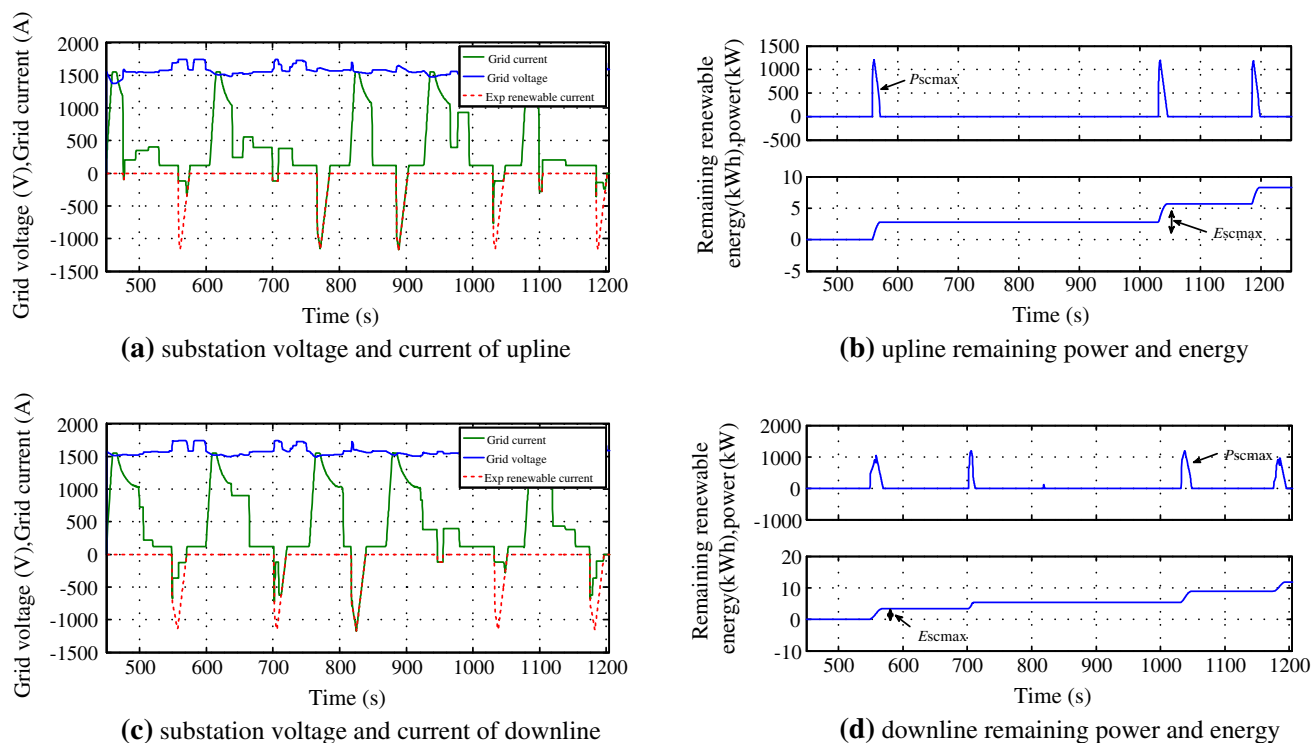 Grid voltage (V),Grid current (A)
2000
1500
1000
500
0
-500
-1000
-1500
Grid current
Grid voltage
Exp renewable current
500 600 700 800 900 1000 1100 1200
Time (s)
(a) substation voltage and current of upline
Remaining renewable
energy(kWh),power(kW)
1500
1000
500
0
-500
Pscmax
10
5
0
-5
Escmax
500 600 700 800 900 1000 1100 1200
Time (s)
(b) upline remaining power and energy
Grid voltage (V),Grid current (A)
2000
1500
1000
500
0
-500
-1000
-1500
Grid current
Grid voltage
Exp renewable current
500 600 700 800 900 1000 1100 1200
Time (s)
(c) substation voltage and current of downline
Remaining renewable
energy(kWh),power(kW)
2000
1000
0
-1000
Pscmax
20
10
0
-10
Escmax
500 600 700 800 900 1000 1100 1200
Time (s)
(d) downline remaining power and energy